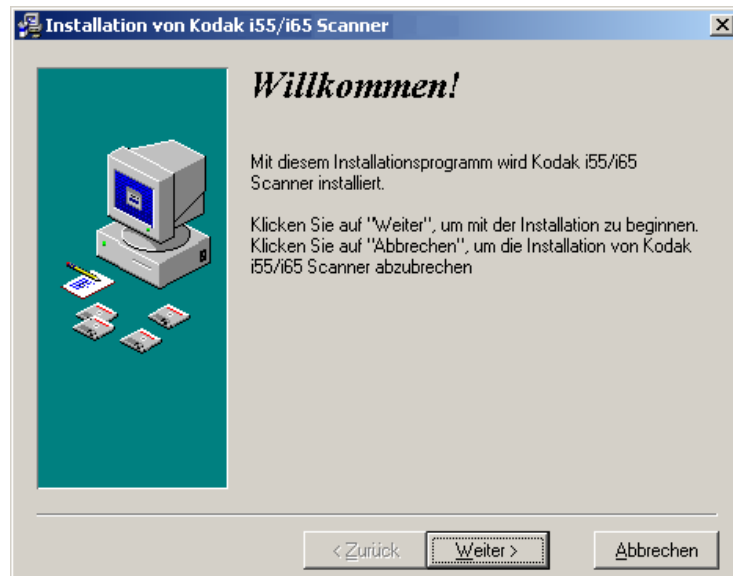 Installation von Kodak i55/i65 Scanner
Willkommen!
Mit diesem Installationsprogramm wird Kodak i55/i65
Scanner installiert.
Klicken Sie auf "Weiter", um mit der Installation zu beginnen.
Klicken Sie auf "Abbrechen", um die Installation von Kodak
i55/i65 Scanner abzubrechen
< Zurück
Weiter >
Abbrechen